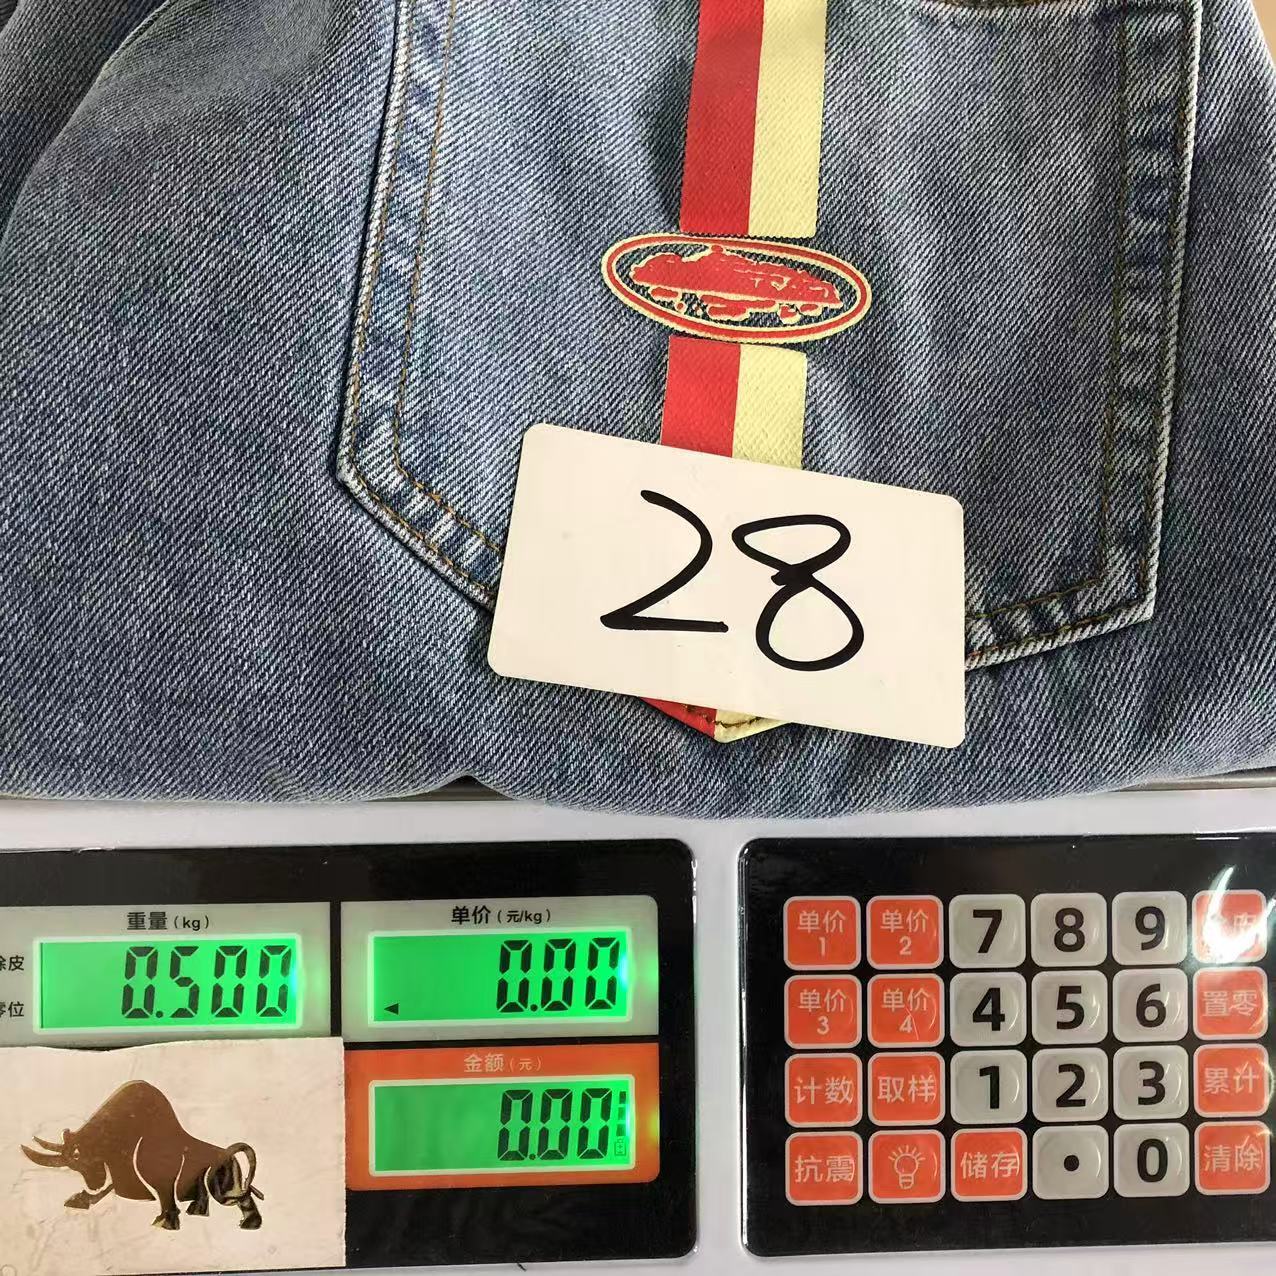 28
重量（kg）
0.500
除皮
零位
单价（元/kg）
0.00
金额（元）
0.00
单价1 单价2 7 8 9 去皮
单价3 单价4 4 5 6 置零
计数 取样 1 2 3 累计
抗震 储存 • 0 清除